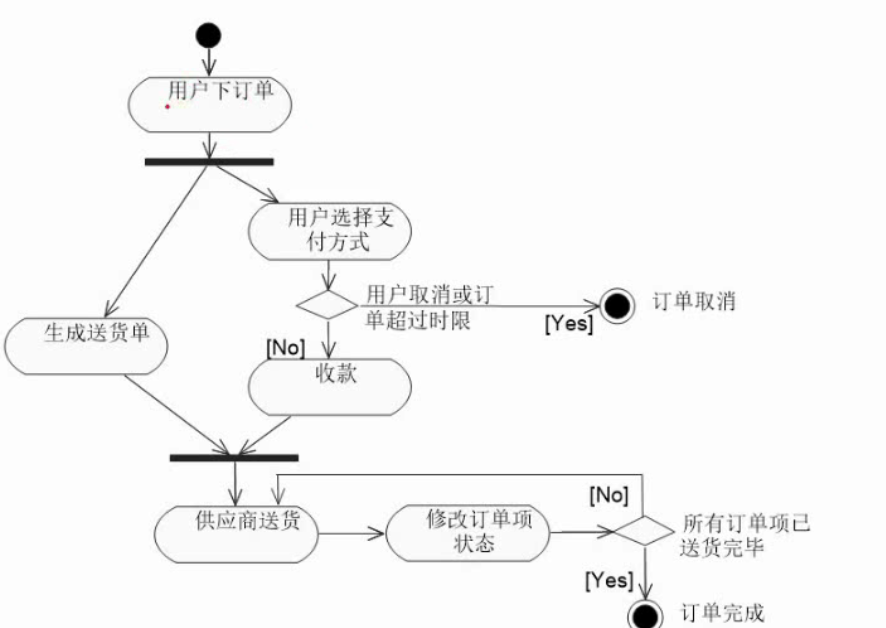 用户下订单
用户选择支
付方式
用户取消或订
单超过时限
[Yes]
订单取消
生成送货单
[No]
收款
[No]
供应商送货
修改订单项
状态
所有订单项已
送货完毕
[Yes]
订单完成